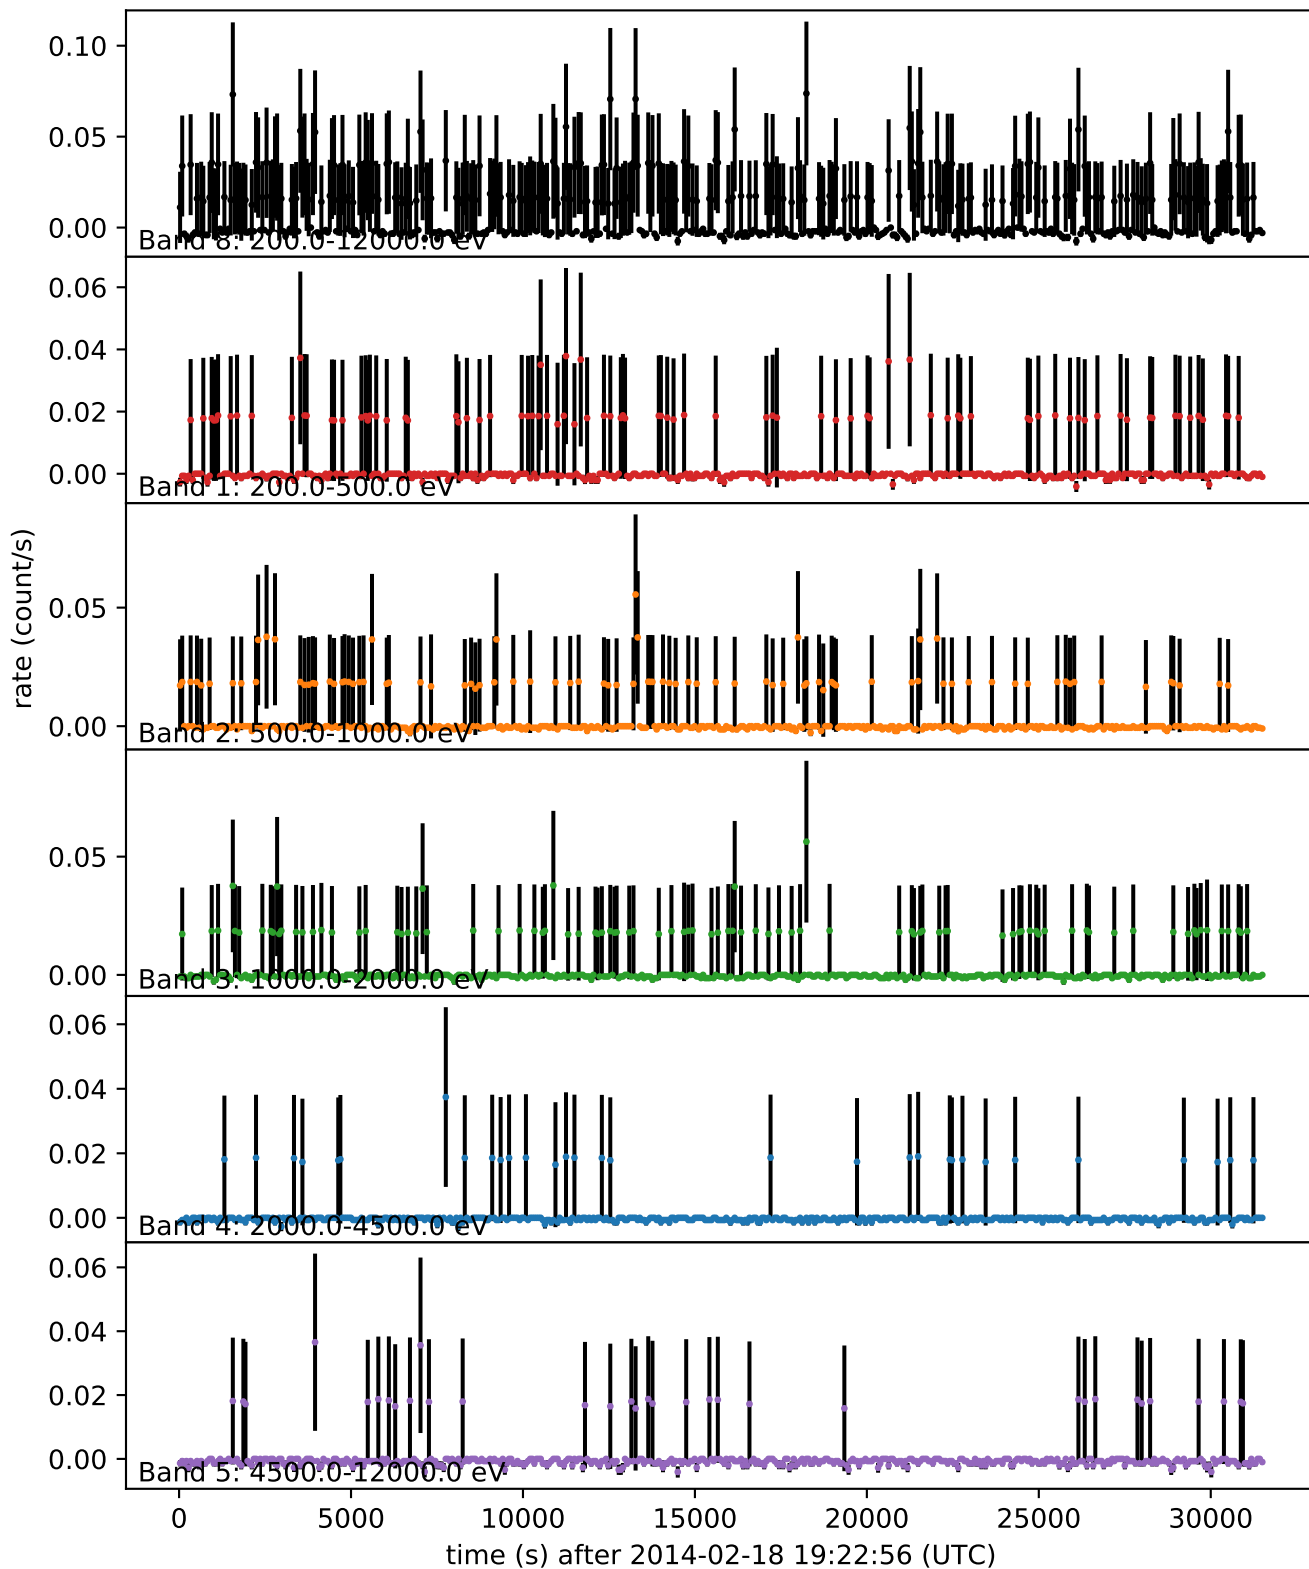 0.10
0.05
0.00
Band 8: 200.0-12000.0 eV
0.06
0.04
0.02
0.00
Band 1: 200.0-500.0 eV
0.05
0.00
Band 2: 500.0-1000.0 eV
rate (count/s)
0.05
0.00
Band 3: 1000.0-2000.0 eV
0.06
0.04
0.02
0.00
Band 4: 2000.0-4500.0 eV
0.06
0.04
0.02
0.00
Band 5: 4500.0-12000.0 eV
0 5000 10000 15000 20000 25000 30000
time (s) after 2014-02-18 19:22:56 (UTC)